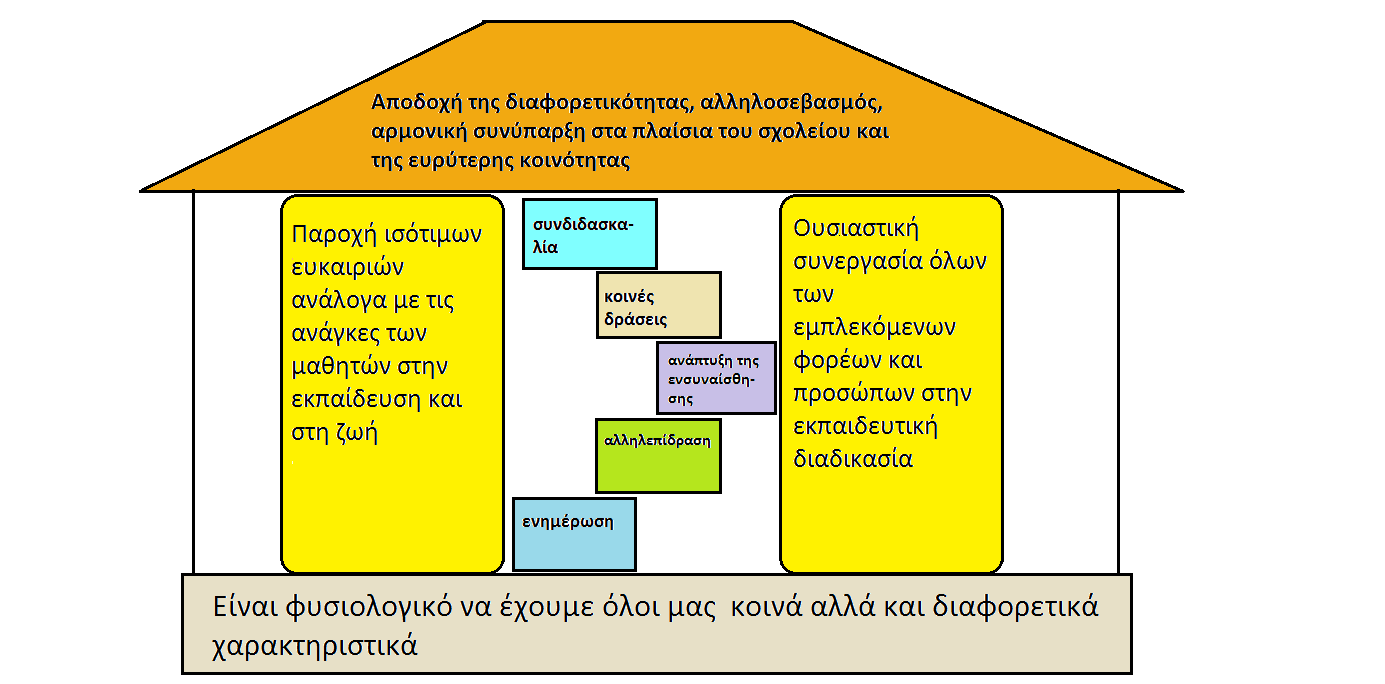 Αποδοχή της διαφορετικότητας, αλληλοσεβασμός,
αρμονική συνύπαρξη στα πλαίσια του σχολείου και
της ευρύτερης κοινότητας
Παροχή ισότιμων
ευκαιριών
ανάλογα με τις
ανάγκες των
μαθητών στην
εκπαίδευση και
στη ζωή
συνδιδασκα-
λία
κοινές
δράσεις
ανάπτυξη της
ενσυναίσθη-
σης
αλληλεπίδραση
ενημέρωση
Ουσιαστική
συνεργασία όλων
των
εμπλεκόμενων
φορέων και
προσώπων στην
εκπαιδευτική
διαδικασία
Είναι φυσιολογικό να έχουμε όλοι μας  κοινά αλλά και διαφορετικά
χαρακτηριστικά